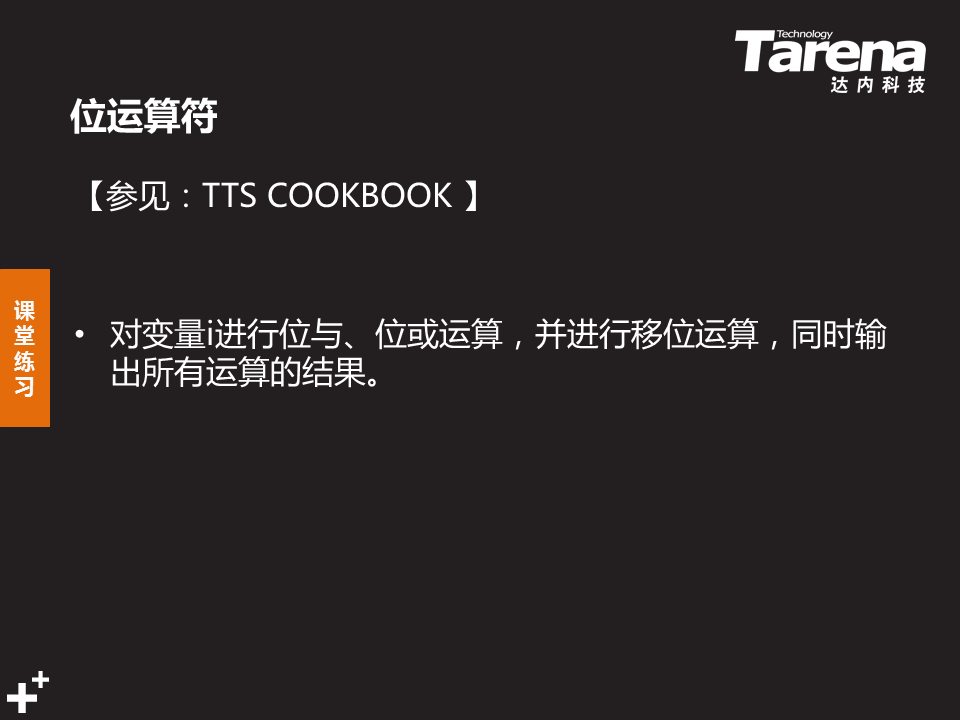 Technology
Tarena
达内科技
位运算符
【参见：TTS COOKBOOK 】
课
堂
练
习
• 对变量i进行位与、位或运算，并进行移位运算，同时输
出所有运算的结果。